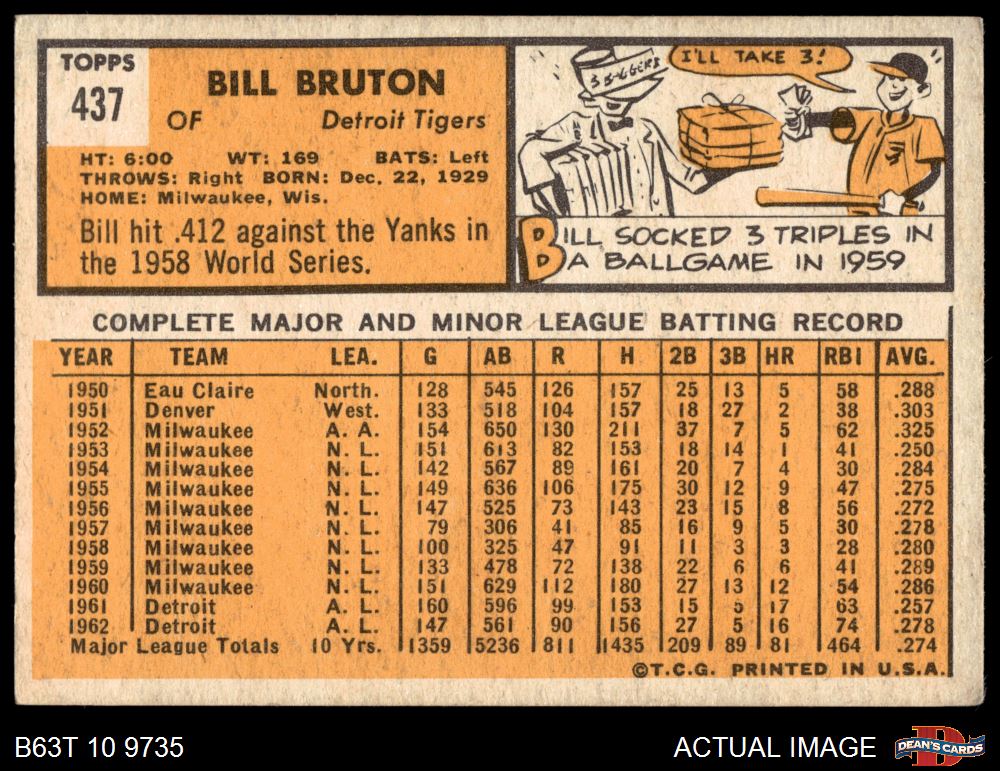 TOPPS
437
BILL BRUTON
OF Detroit Tigers
HT: 6:00 WT: 169 BATS: Left
THROWS: Right BORN: Dec. 22, 1929
HOME: Milwaukee, Wis.
Bill hit .412 against the Yanks in
the 1958 World Series.
3 BAGGERS
I'LL TAKE 3!
BILL SOCKED 3 TRIPLES IN
A BALLGAME IN 1959
COMPLETE MAJOR AND MINOR LEAGUE BATTING RECORD
YEAR TEAM LEA. G AB R H 2B 3B HR RBI AVG.
1950 Eau Claire North. 128 545 126 157 25 13 5 58 .288
1951 Denver West. 133 518 104 157 18 27 2 38 .303
1952 Milwaukee A. A. 154 650 130 211 37 7 5 62 .325
1953 Milwaukee N. L. 151 613 82 153 18 14 1 41 .250
1954 Milwaukee N. L. 142 567 89 161 20 7 4 30 .284
1955 Milwaukee N. L. 149 636 106 175 30 12 9 47 .275
1956 Milwaukee N. L. 147 525 73 143 23 15 8 56 .272
1957 Milwaukee N. L. 79 306 41 85 16 9 5 30 .278
1958 Milwaukee N. L. 100 325 47 91 11 3 3 28 .280
1959 Milwaukee N. L. 133 478 72 138 22 6 6 41 .289
1960 Milwaukee N. L. 151 629 112 180 27 13 12 54 .286
1961 Detroit A. L. 160 596 99 153 15 5 17 63 .257
1962 Detroit A. L. 147 561 90 156 27 5 16 74 .278
Major League Totals 10 Yrs. 1359 5236 811 1435 209 89 81 464 .274
©T.C.G. PRINTED IN U.S.A.
B63T 10 9735
ACTUAL IMAGE
DEAN'S CARDS